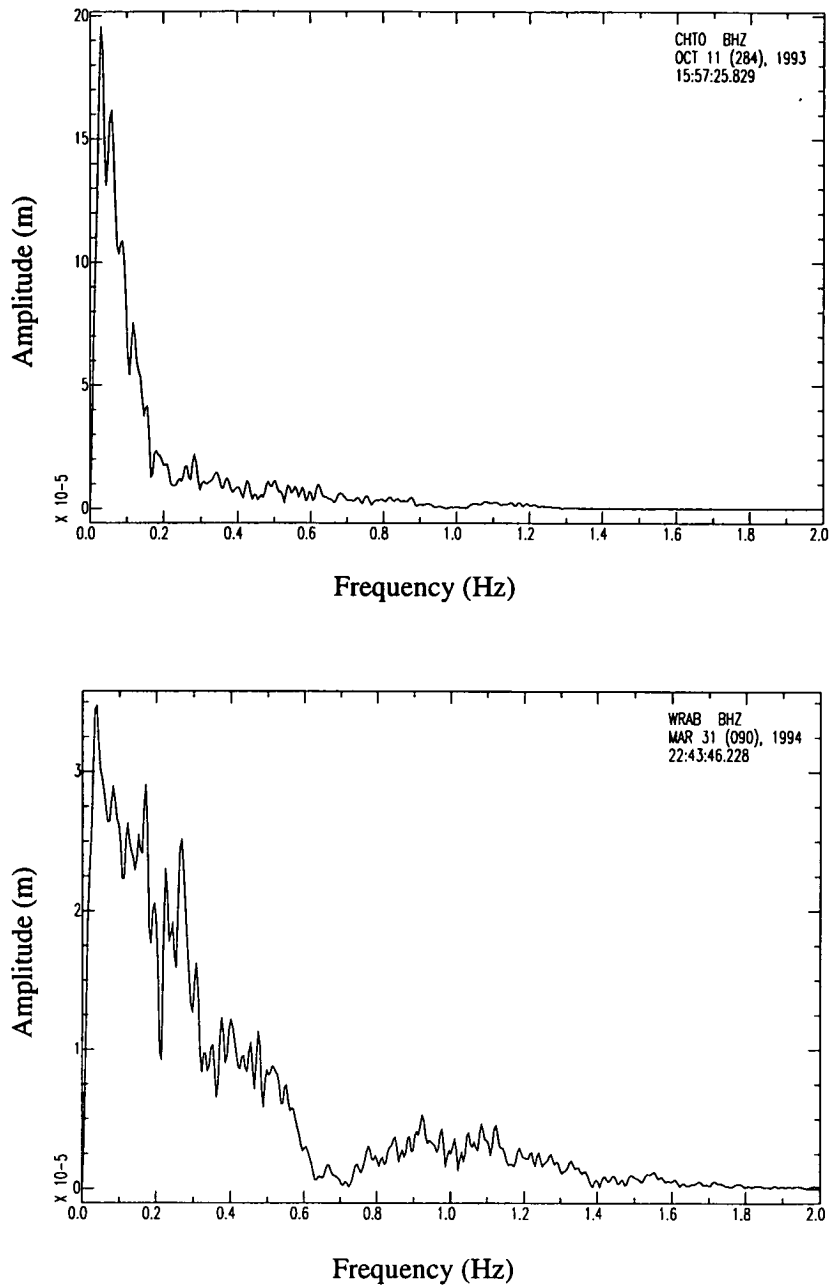 20
15
10
5
0
X 10-5
Amplitude (m)
CHTO BHZ
OCT 11 (284), 1993
15:57:25.829
0.0 0.2 0.4 0.6 0.8 1.0 1.2 1.4 1.6 1.8 2.0
Frequency (Hz)
3
2
1
0
X 10-5
Amplitude (m)
WRAB BHZ
MAR 31 (090), 1994
22:43:46.228
0.0 0.2 0.4 0.6 0.8 1.0 1.2 1.4 1.6 1.8 2.0
Frequency (Hz)